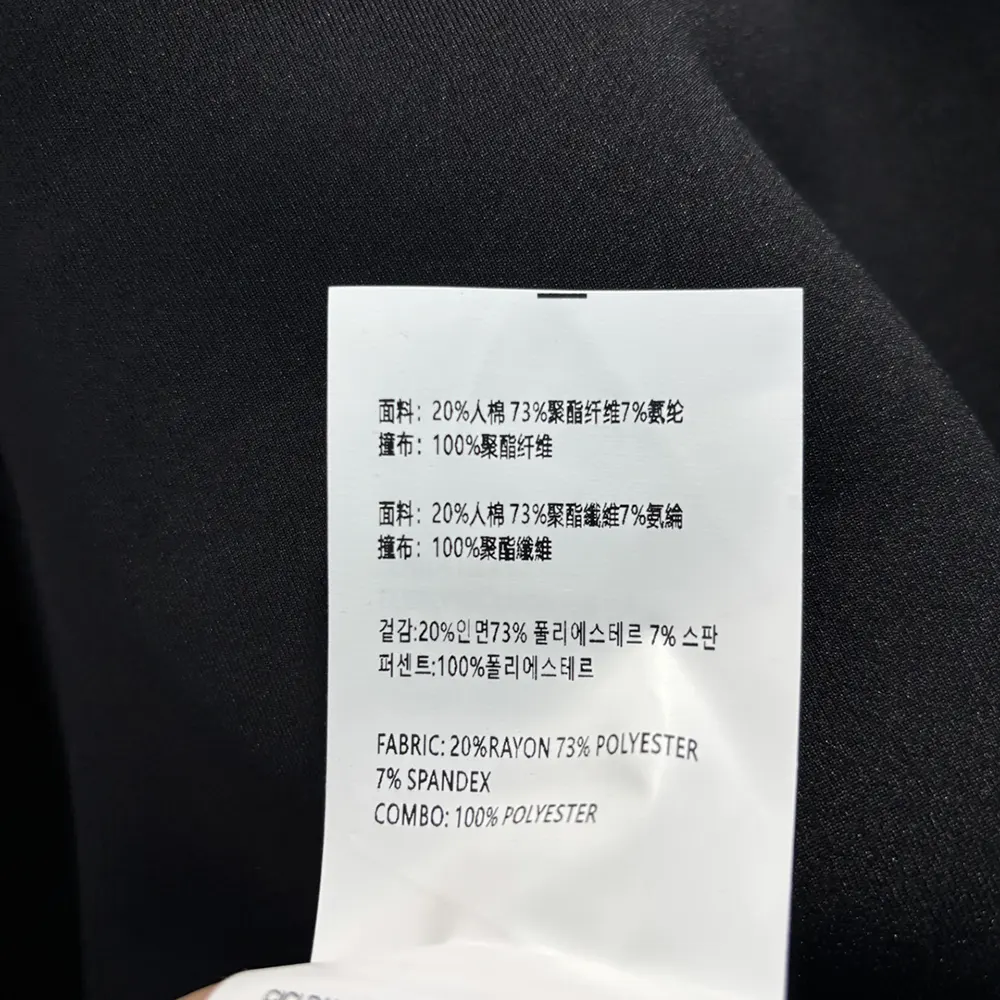 面料：20%人棉 73%聚酯纤维7%氨纶
撞布：100%聚酯纤维
面料：20%人棉 73%聚酯纖維7%氨綸
撞布：100%聚酯纖維
겉감:20%인면73% 폴리에스테르 7% 스판
퍼센트:100%폴리에스테르
FABRIC: 20%RAYON 73% POLYESTER
7% SPANDEX
COMBO: 100% POLYESTER